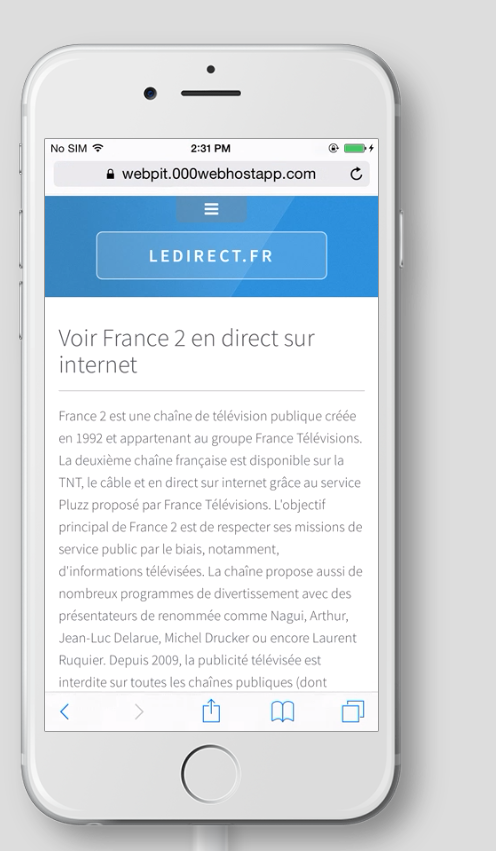 No SIM
2:31 PM
webpit.000webhostapp.com
LEDIRECT.FR
Voir France 2 en direct sur
internet
France 2 est une chaîne de télévision publique créée
en 1992 et appartenant au groupe France Télévisions.
La deuxième chaîne française est disponible sur la
TNT, le câble et en direct sur internet grâce au service
Pluzz proposé par France Télévisions. L'objectif
principal de France 2 est de respecter ses missions de
service public par le biais, notamment,
d'informations télévisées. La chaîne propose aussi de
nombreux programmes de divertissement avec des
présentateurs de renommée comme Nagui, Arthur,
Jean-Luc Delarue, Michel Drucker ou encore Laurent
Ruquier. Depuis 2009, la publicité télévisée est
interdite sur toutes les chaînes publiques (dont